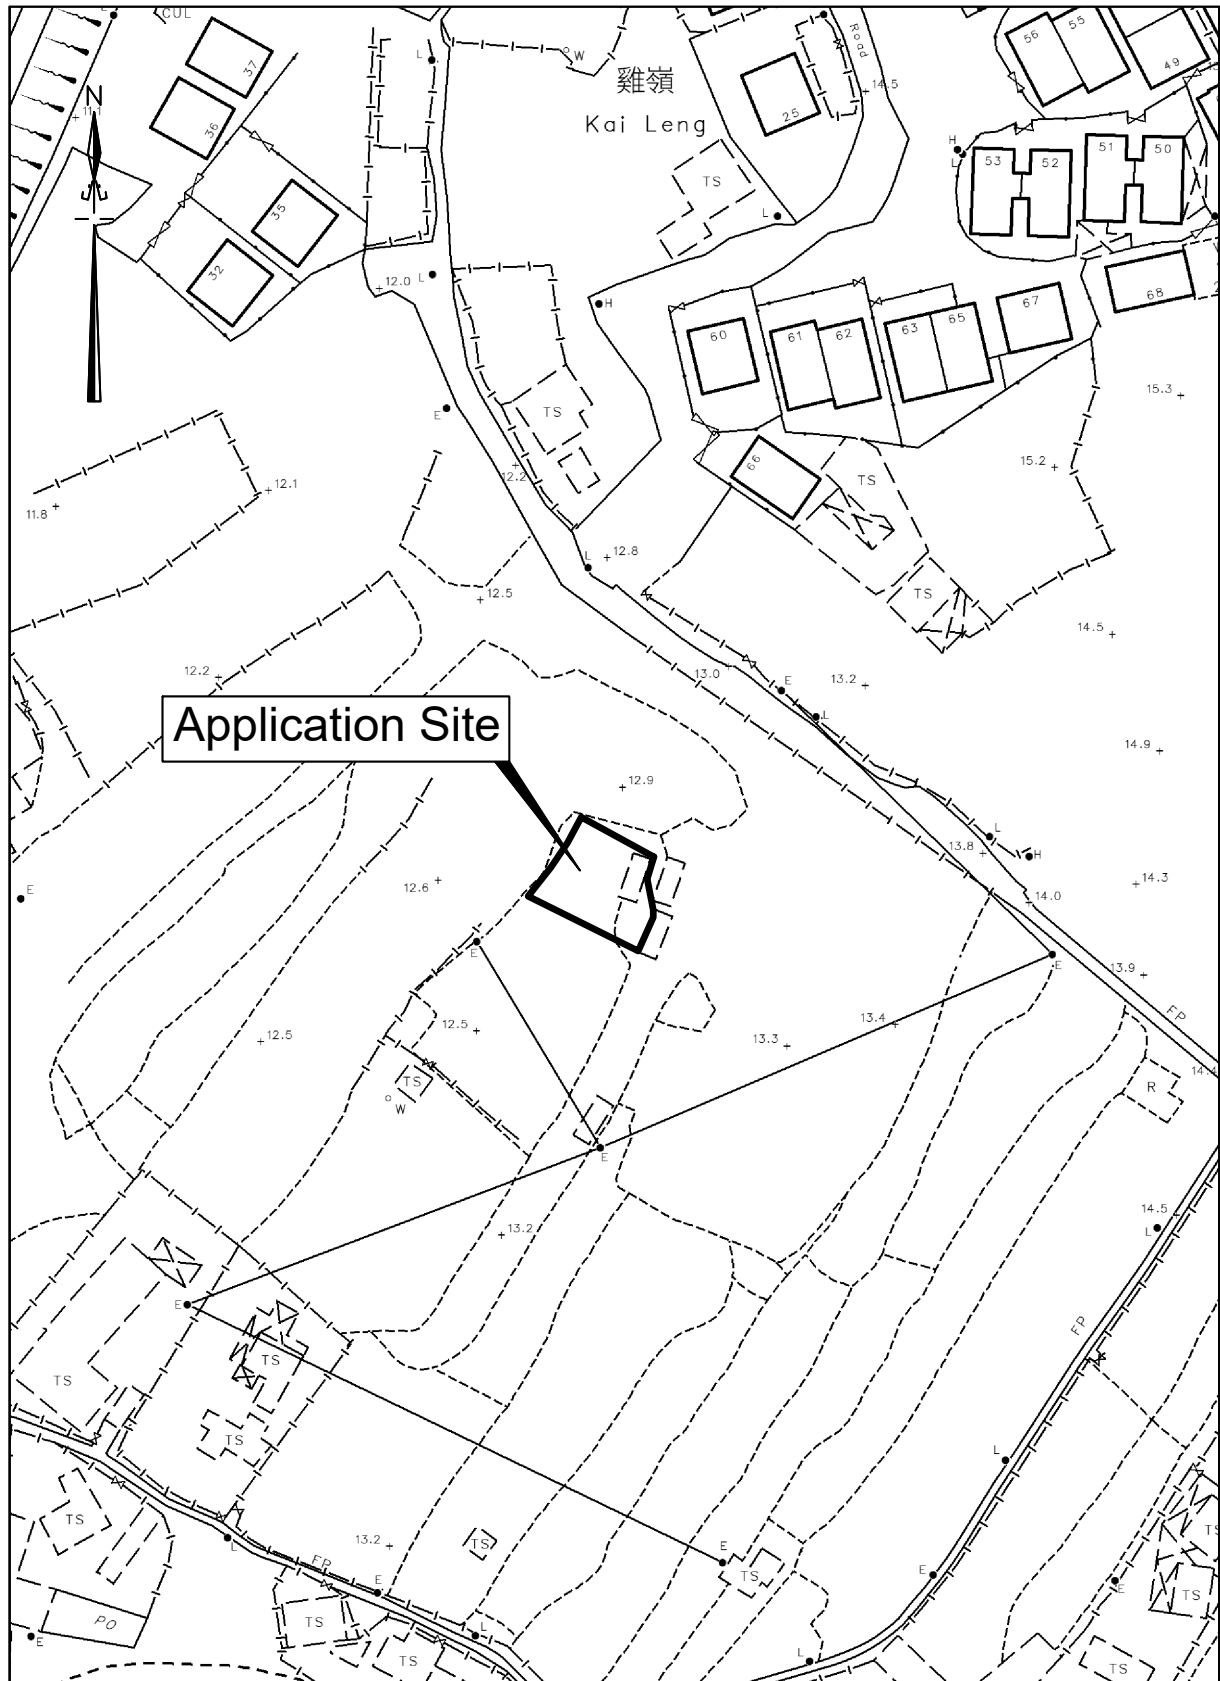 CUL
L
37
36
N
11.1
35
32
L
W
雞嶺
Kai Leng
Road
14.5
25
TS
L
56
55
49
H
L
53
52
51
50
12.0
L
H
60
61
62
63
65
67
68
E
TS
15.3
12.2
66
TS
15.2
12.1
11.8
L
12.8
12.5
TS
14.5
12.2
13.0
E
13.2
L
Application Site
14.9
12.9
L
13.8
H
12.6
14.3
14.0
E
E
E
13.9
FP
12.5
12.5
13.3
13.4
14.4
TS
W
R
E
13.2
14.5
L
E
TS
FP
TS
TS
L
TS
L
FP
13.2
TS
E
TS
E
E
E
TS
TS
PO
E
TS
L
TS
L
TS